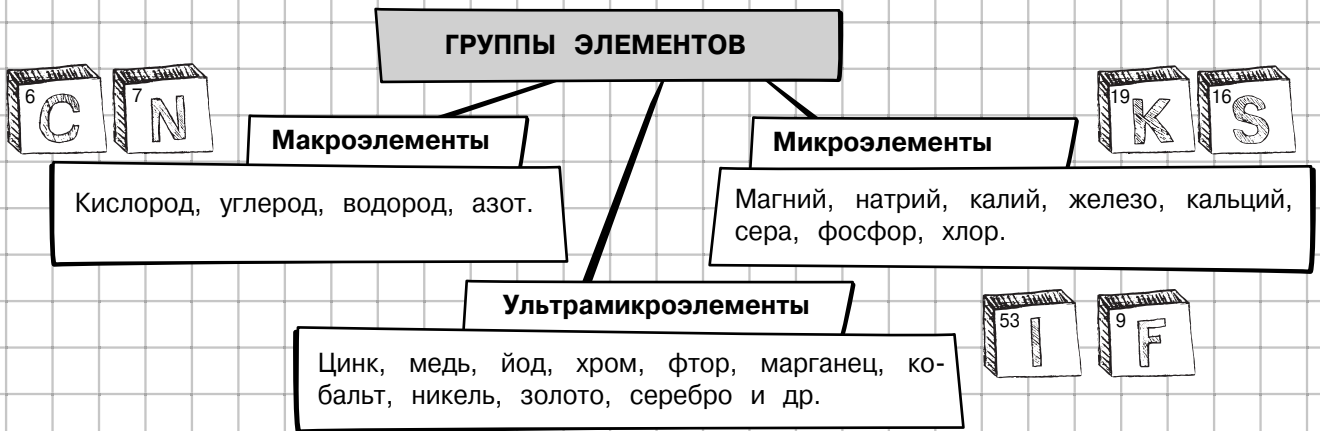 ГРУППЫ ЭЛЕМЕНТОВ
6 C
7 N
19 K
16 S
Макроэлементы
Кислород, углерод, водород, азот.
Микроэлементы
Магний, натрий, калий, железо, кальций,
сера, фосфор, хлор.
Ультрамикроэлементы
Цинк, медь, йод, хром, фтор, марганец, ко-
бальт, никель, золото, серебро и др.
53 I
9 F